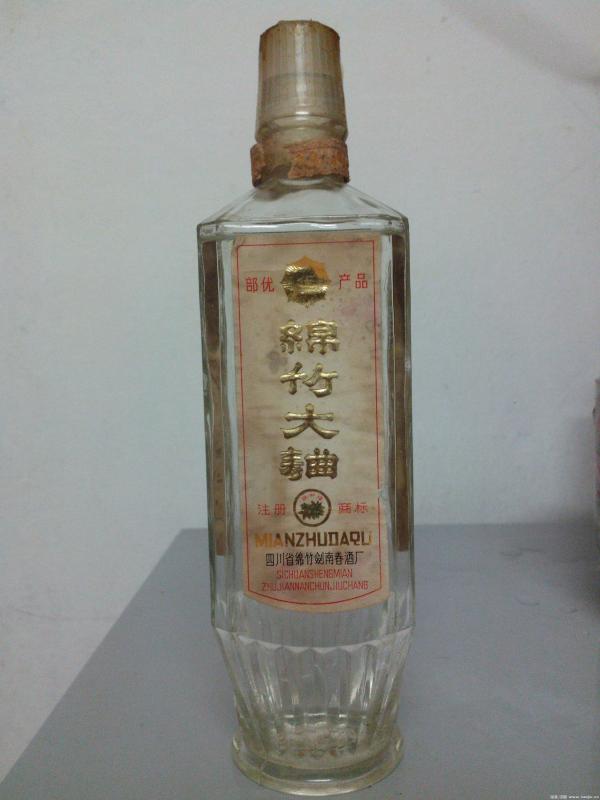 部优 产品
綿竹大麯
注册 商标
MIANZHUDAQU
四川省绵竹剑南春酒厂
SICHUANSHENGMIAN
ZHUJIANNANCHUNJIUCHANG